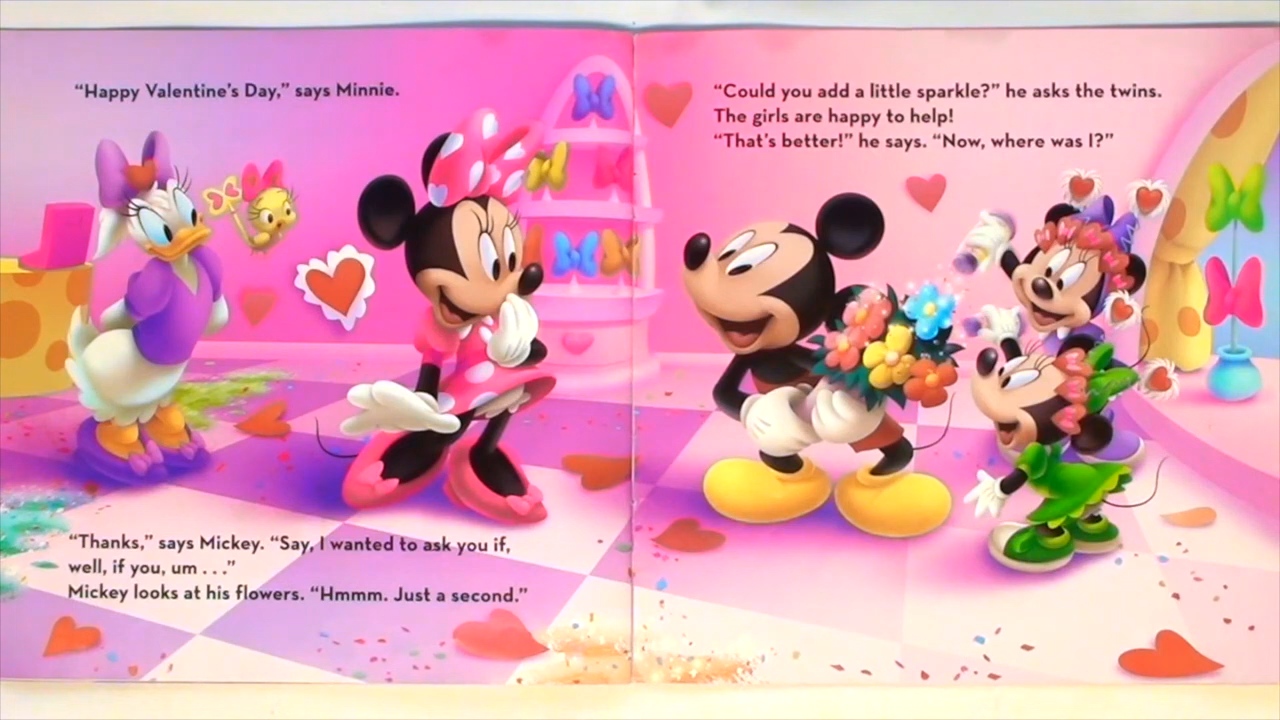 “Happy Valentine’s Day,” says Minnie.
“Thanks,” says Mickey. “Say, I wanted to ask you if,
well, if you, um . . .”
Mickey looks at his flowers. “Hmmm. Just a second.”
“Could you add a little sparkle?” he asks the twins.
The girls are happy to help!
“That’s better!” he says. “Now, where was I?”